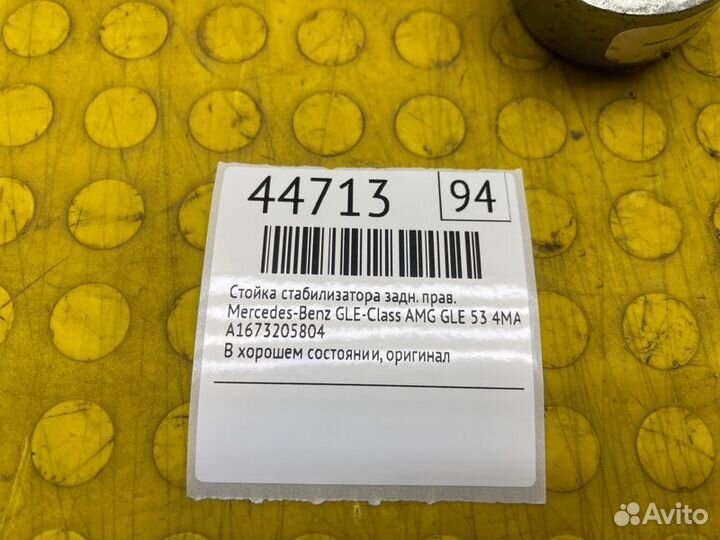 44713
94
Стойка стабилизатора задн. прав.
Mercedes-Benz GLE-Class AMG GLE 53 4MA
A1673205804
В хорошем состоянии, оригинал
Avito